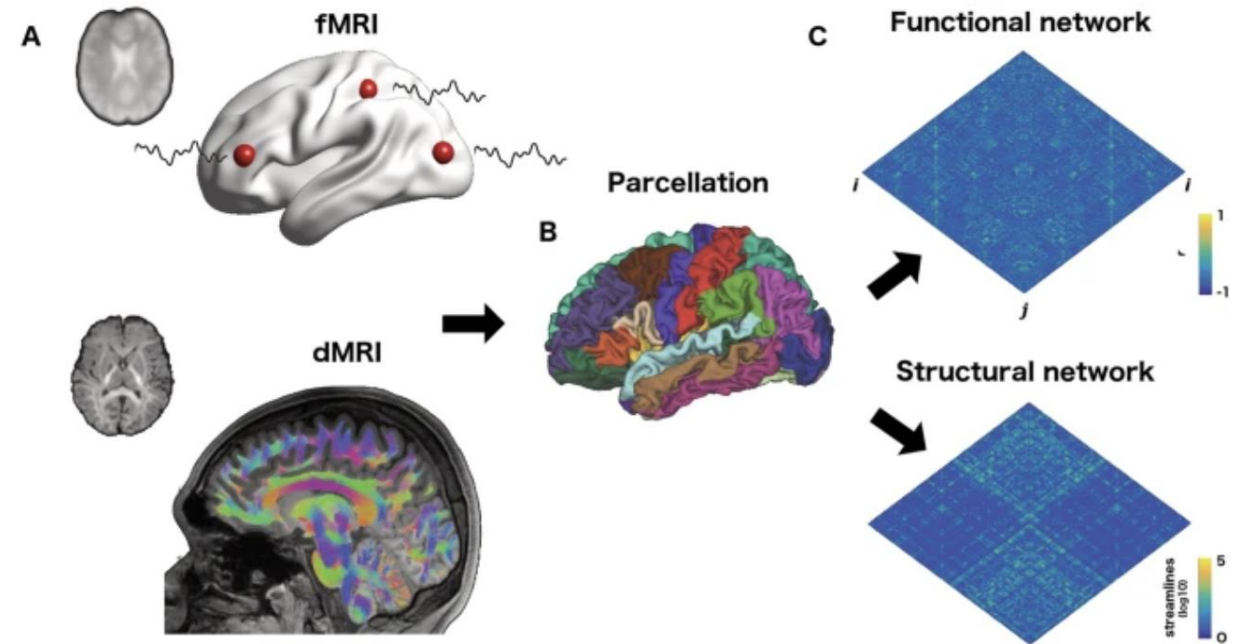 A
fMRI
dMRI
Parcellation
B
C
Functional network
i
i
j
1
r
-1
Structural network
streamlines
(log10)
5
0